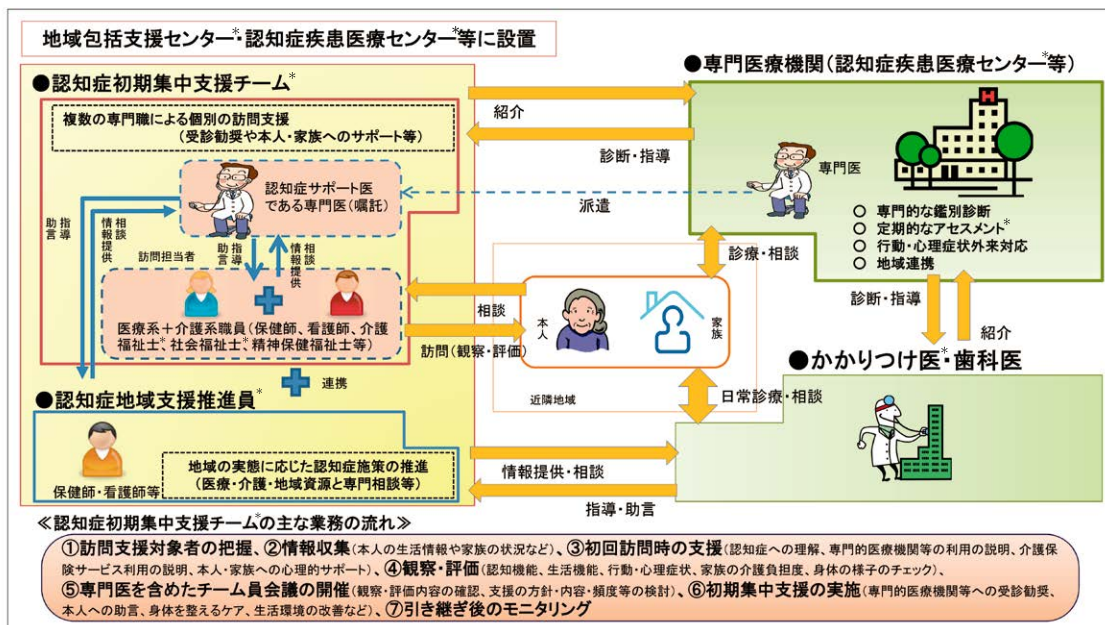 地域包括支援センター*・認知症疾患医療センター*等に設置
●認知症初期集中支援チーム*
複数の専門職による個別の訪問支援
(受診勧奨や本人・家族へのサポート等)
認知症サポート医
である専門医(嘱託)
指導
助言
相談
情報提供
訪問担当者
指導
助言
相談
情報提供
医療系+介護系職員(保健師、看護師、介護
福祉士*、社会福祉士*、精神保健福祉士等)
連携
●認知症地域支援推進員*
保健師・看護師等
地域の実態に応じた認知症施策の推進
(医療・介護・地域資源と専門相談等)
紹介
診断・指導
派遣
相談
訪問(観察・評価)
本人
家族
近隣地域
診療・相談
日常診療・相談
情報提供・相談
指導・助言
●専門医療機関(認知症疾患医療センター*等)
H
専門医
○ 専門的な鑑別診断
○ 定期的なアセスメント*
○ 行動・心理症状外来対応
○ 地域連携
診断・指導
紹介
●かかりつけ医*・歯科医
≪認知症初期集中支援チーム*の主な業務の流れ≫
①訪問支援対象者の把握、②情報収集(本人の生活情報や家族の状況など)、③初回訪問時の支援(認知症への理解、専門的医療機関等の利用の説明、介護保
険サービス利用の説明、本人・家族への心理的サポート)、④観察・評価(認知機能、生活機能、行動・心理症状、家族の介護負担度、身体の様子のチェック)、
⑤専門医を含めたチーム員会議の開催(観察・評価内容の確認、支援の方針・内容・頻度等の検討)、⑥初期集中支援の実施(専門的医療機関等への受診勧奨、
本人への助言、身体を整えるケア、生活環境の改善など)、⑦引き継ぎ後のモニタリング